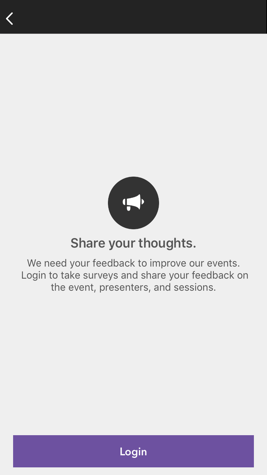 Share your thoughts.
We need your feedback to improve our events.
Login to take surveys and share your feedback on
the event, presenters, and sessions.
Login